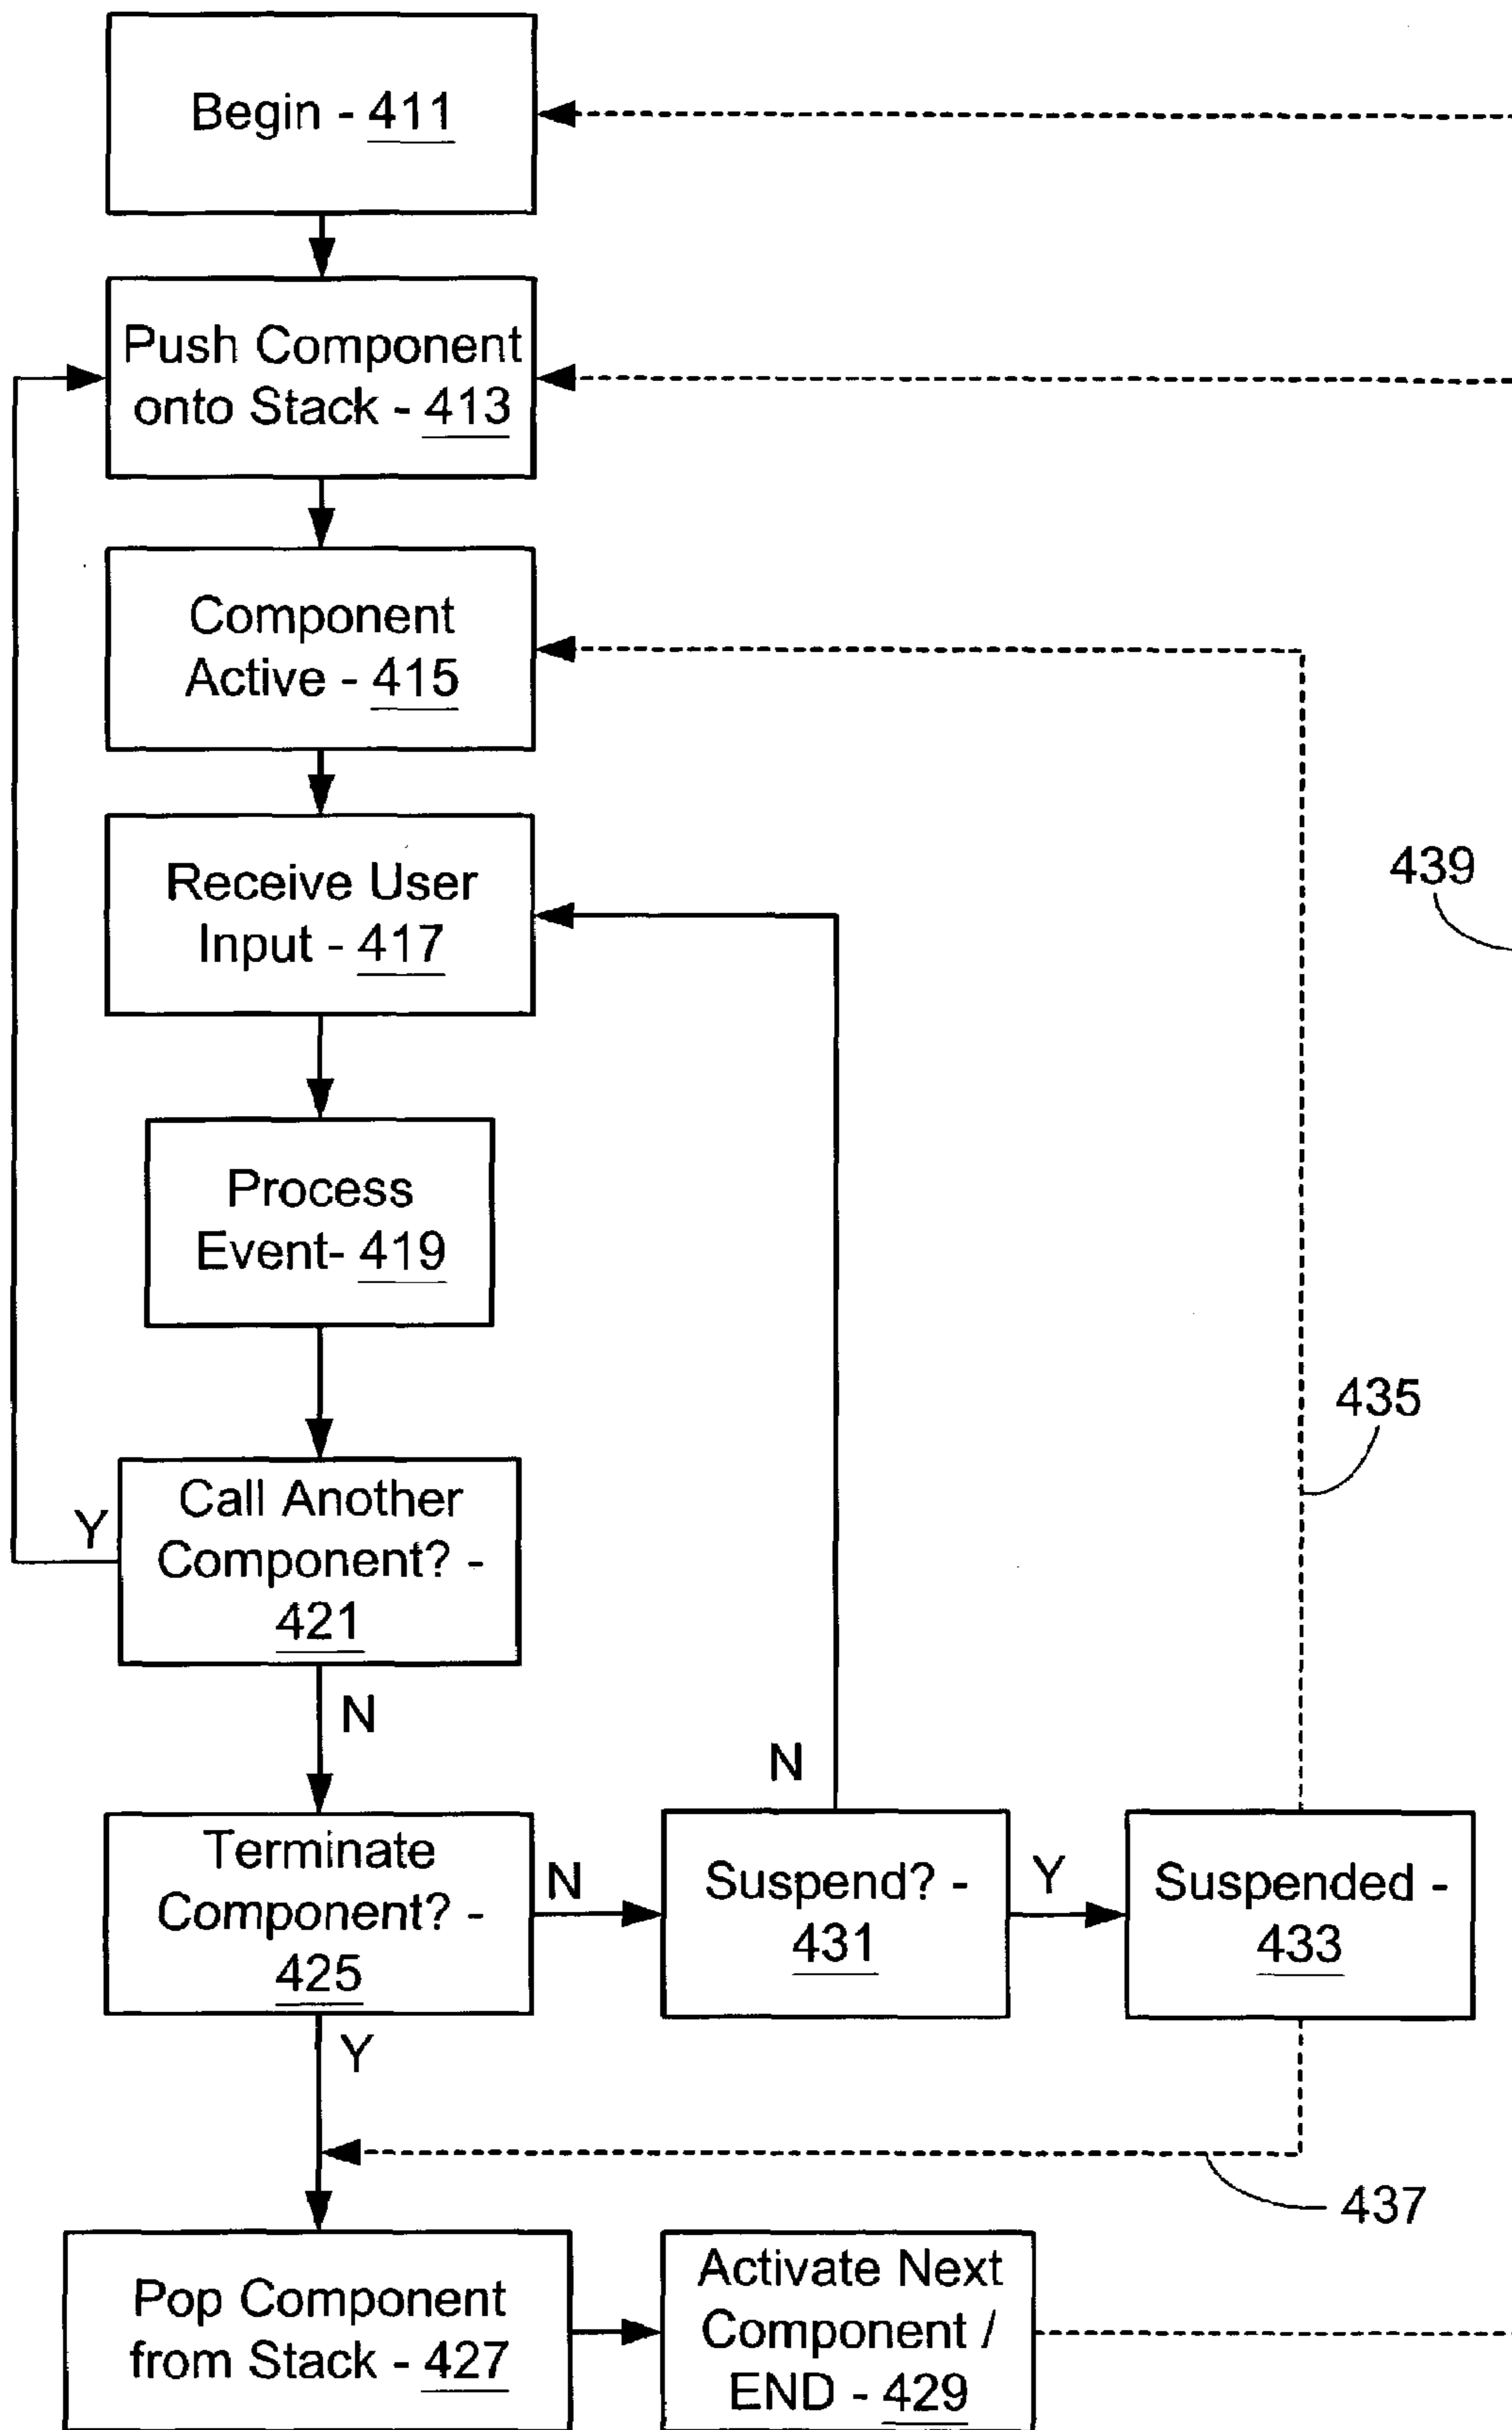 Begin - 411
Push Component
onto Stack - 413
Component
Active - 415
Receive User
Input - 417
439
Process
Event- 419
435
Call Another
Component? -
421
Y
N
N
Terminate
Component? -
425
N
Suspend? -
431
Y
Suspended -
433
Y
437
Pop Component
from Stack - 427
Activate Next
Component /
END - 429